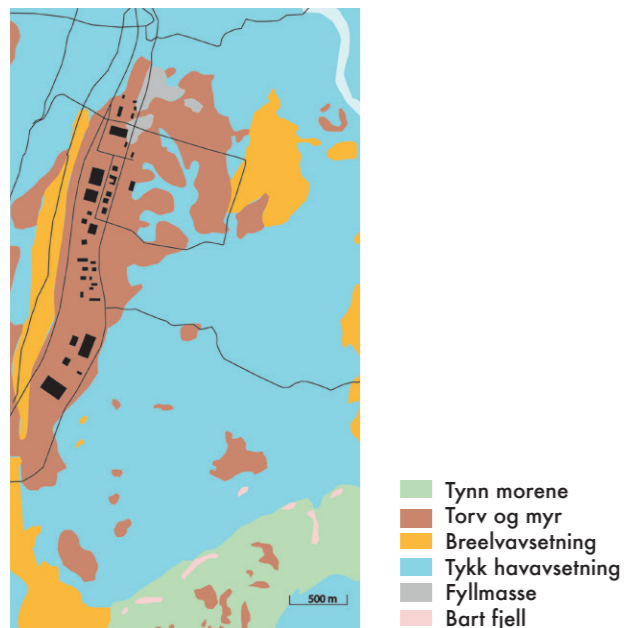 Tynn morene
Torv og myr
Breelvavsetning
Tykk havavsetning
500 m
Fyllmasse
Bart fjell